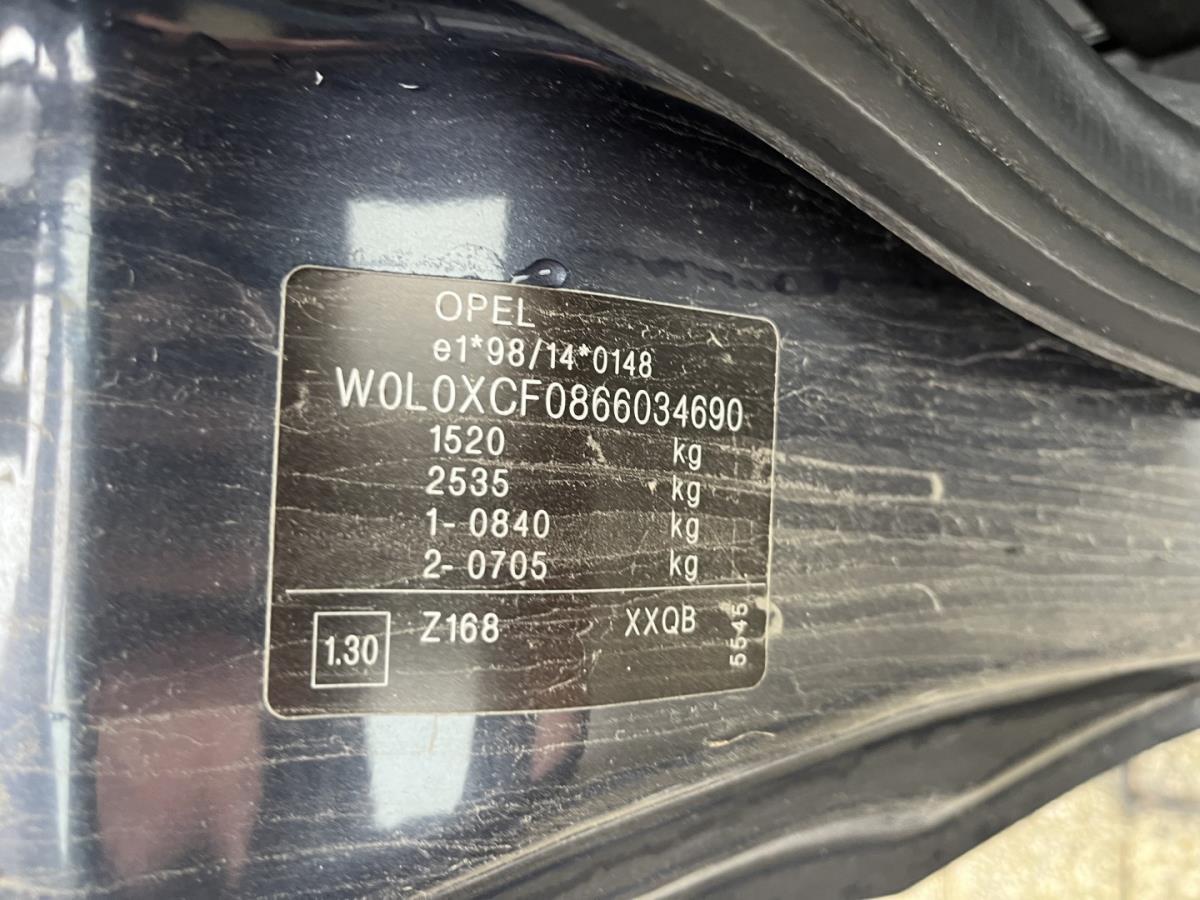 OPEL
e1*98/14*0148
W0L0XCF0866034690
1520 kg
2535 kg
1- 0840 kg
2- 0705 kg
1.30 Z168 XXQB 5545